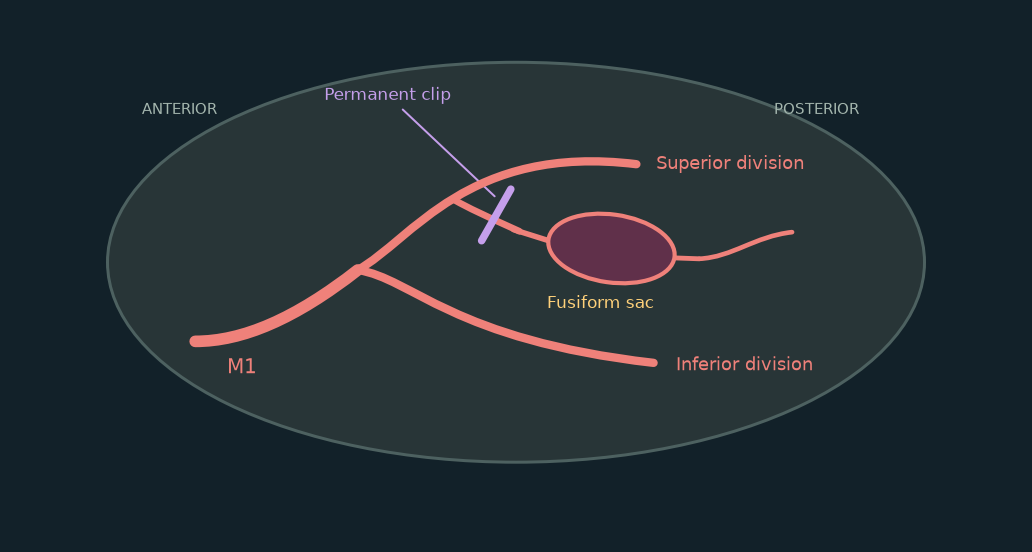 Permanent clip
ANTERIOR
POSTERIOR
Superior division
Fusiform sac
M1
Inferior division